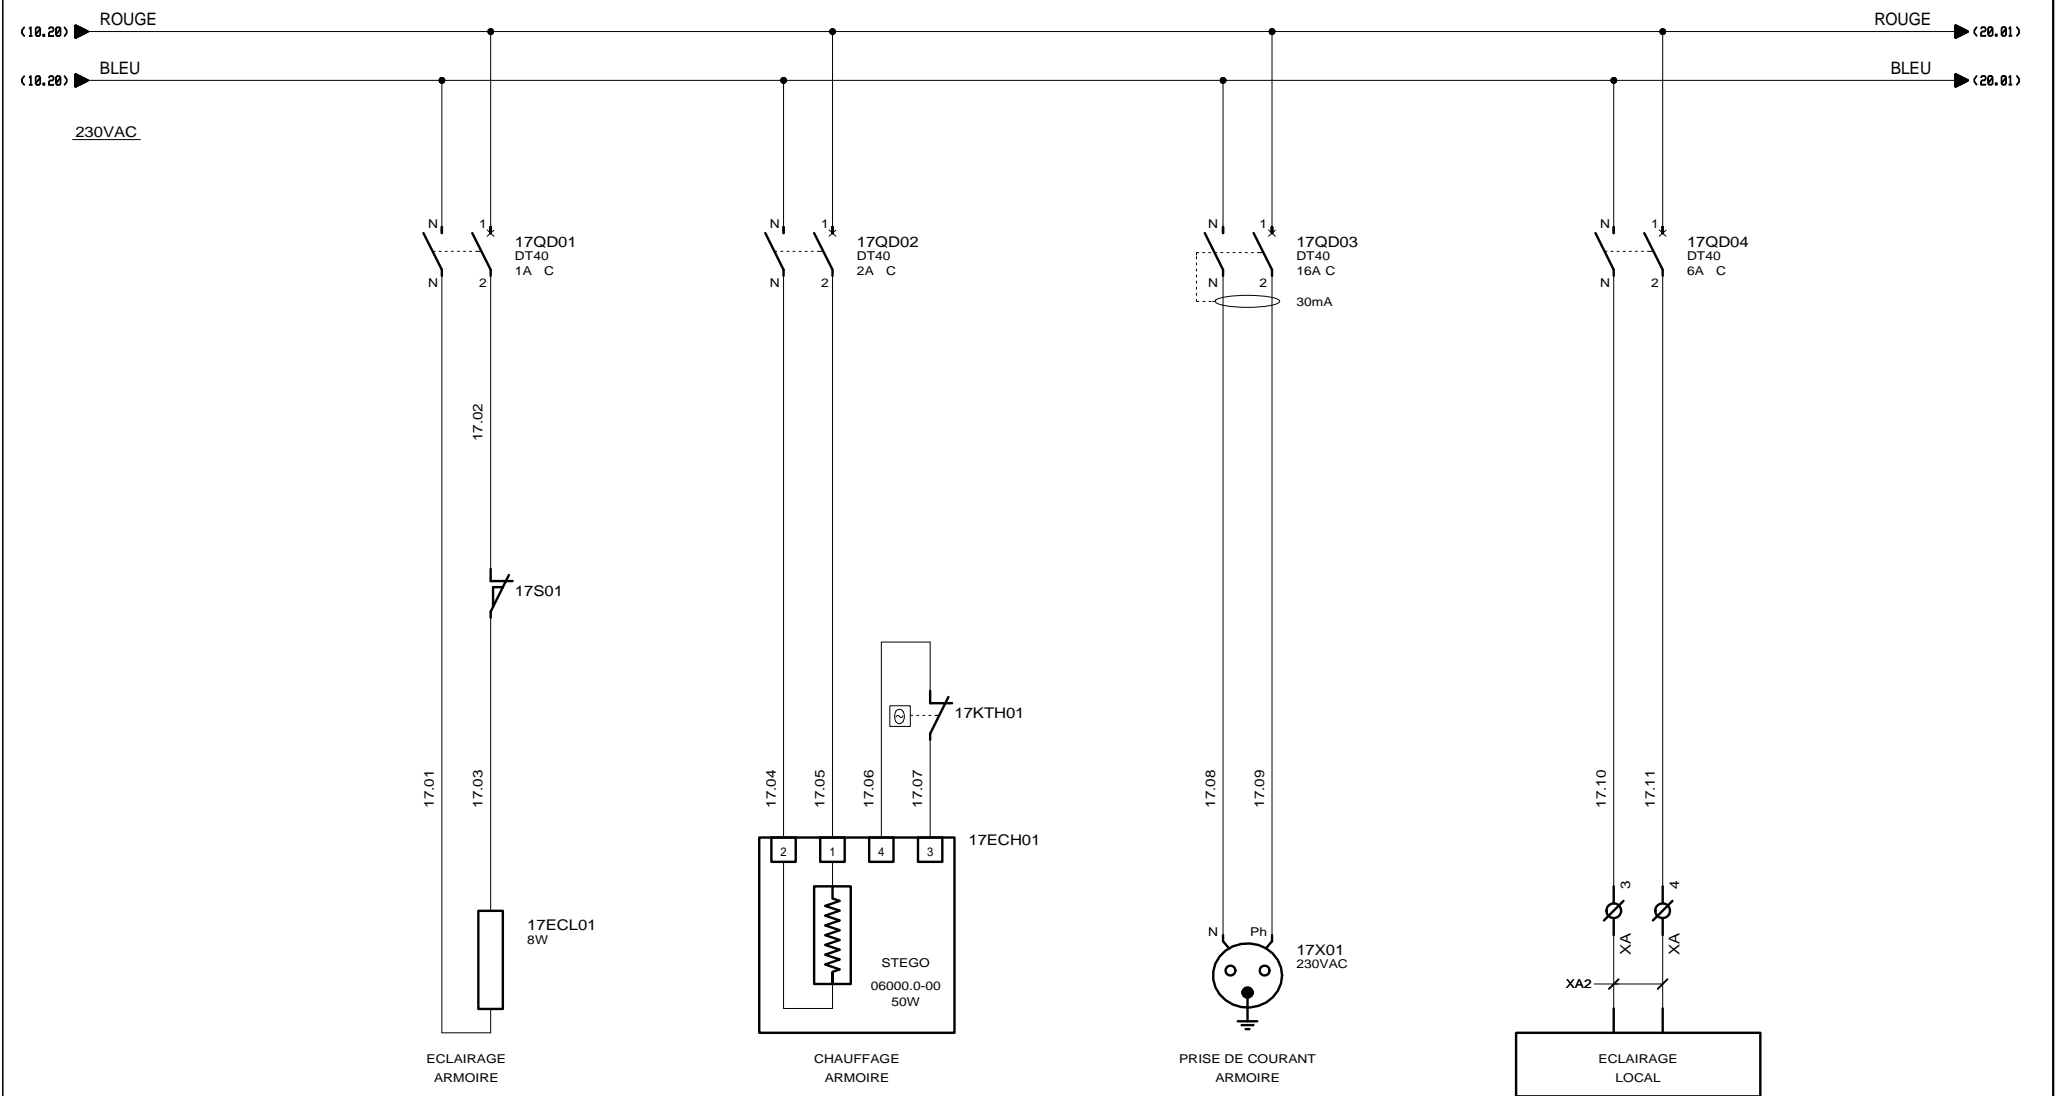 ROUGE
ROUGE
(10.20)
(20.01)
BLEU
BLEU
(10.20)
(20.01)
230VAC
N
1
17QD01
DT40
1A C
N
2
N
1
17QD02
DT40
2A C
N
2
N
1
17QD03
DT40
16A C
N
2
30mA
N
1
17QD04
DT40
6A C
N
2
17.02
17S01
17KTH01
17.01
17.03
17.04
17.05
17.06
17.07
17.08
17.09
17.10
17.11
17ECH01
2
1
4
3
17ECL01
8W
STEGO
06000.0-00
50W
N
Ph
17X01
230VAC
3
4
XA
XA
XA2
ECLAIRAGE
ARMOIRE
CHAUFFAGE
ARMOIRE
PRISE DE COURANT
ARMOIRE
ECLAIRAGE
LOCAL